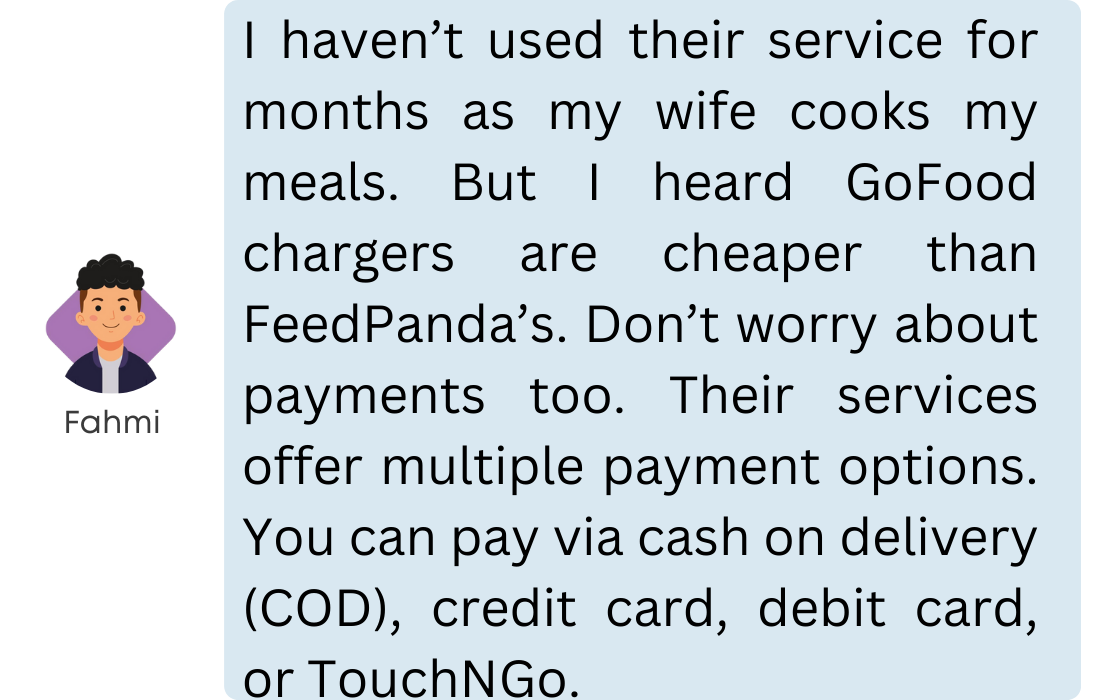 I haven’t used their service for
months as my wife cooks my
meals. But I heard GoFood
chargers are cheaper than
FeedPanda’s. Don’t worry about
payments too. Their services
offer multiple payment options.
You can pay via cash on delivery
(COD), credit card, debit card,
or TouchNGo.
Fahmi